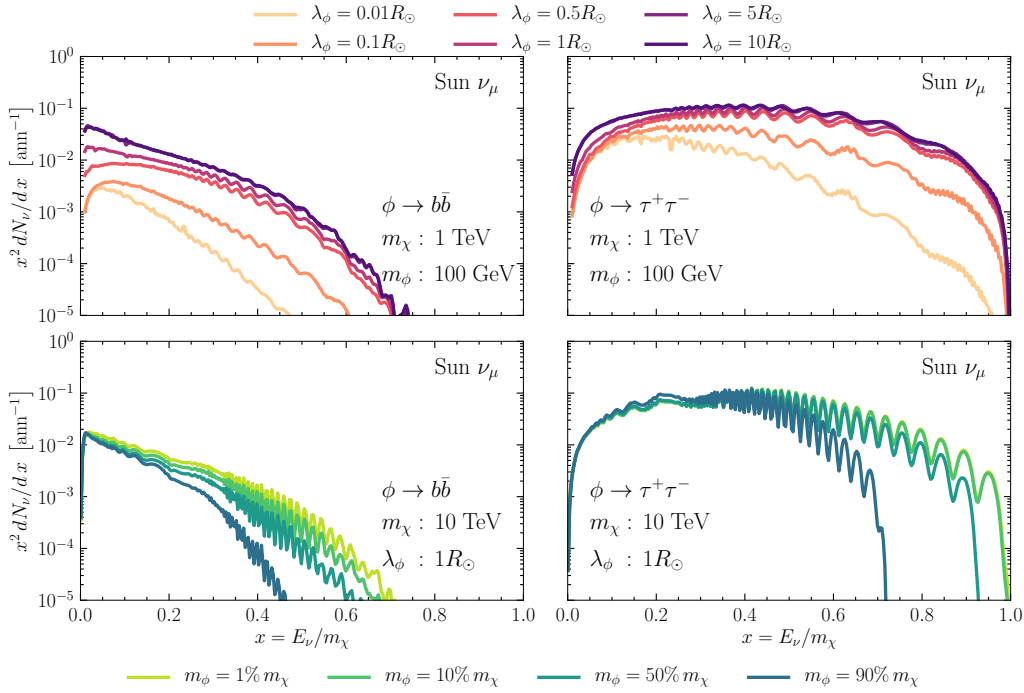 λ_ϕ = 0.01R_⊙ λ_ϕ = 0.5R_⊙ λ_ϕ = 5R_⊙
λ_ϕ = 0.1R_⊙ λ_ϕ = 1R_⊙ λ_ϕ = 10R_⊙
10^0
10^−1
10^−2
10^−3
10^−4
10^−5
x^2 dN_ν/dx [ann^−1]
Sun ν_μ
ϕ → bb̄
m_χ : 1 TeV
m_ϕ : 100 GeV
Sun ν_μ
ϕ → τ^+τ^−
m_χ : 1 TeV
m_ϕ : 100 GeV
10^0
10^−1
10^−2
10^−3
10^−4
10^−5
x^2 dN_ν/dx [ann^−1]
Sun ν_μ
ϕ → bb̄
m_χ : 10 TeV
λ_ϕ : 1R_⊙
0.0 0.2 0.4 0.6 0.8 1.0
x = E_ν/m_χ
Sun ν_μ
ϕ → τ^+τ^−
m_χ : 10 TeV
λ_ϕ : 1R_⊙
0.0 0.2 0.4 0.6 0.8 1.0
x = E_ν/m_χ
m_ϕ = 1% m_χ m_ϕ = 10% m_χ m_ϕ = 50% m_χ m_ϕ = 90% m_χ